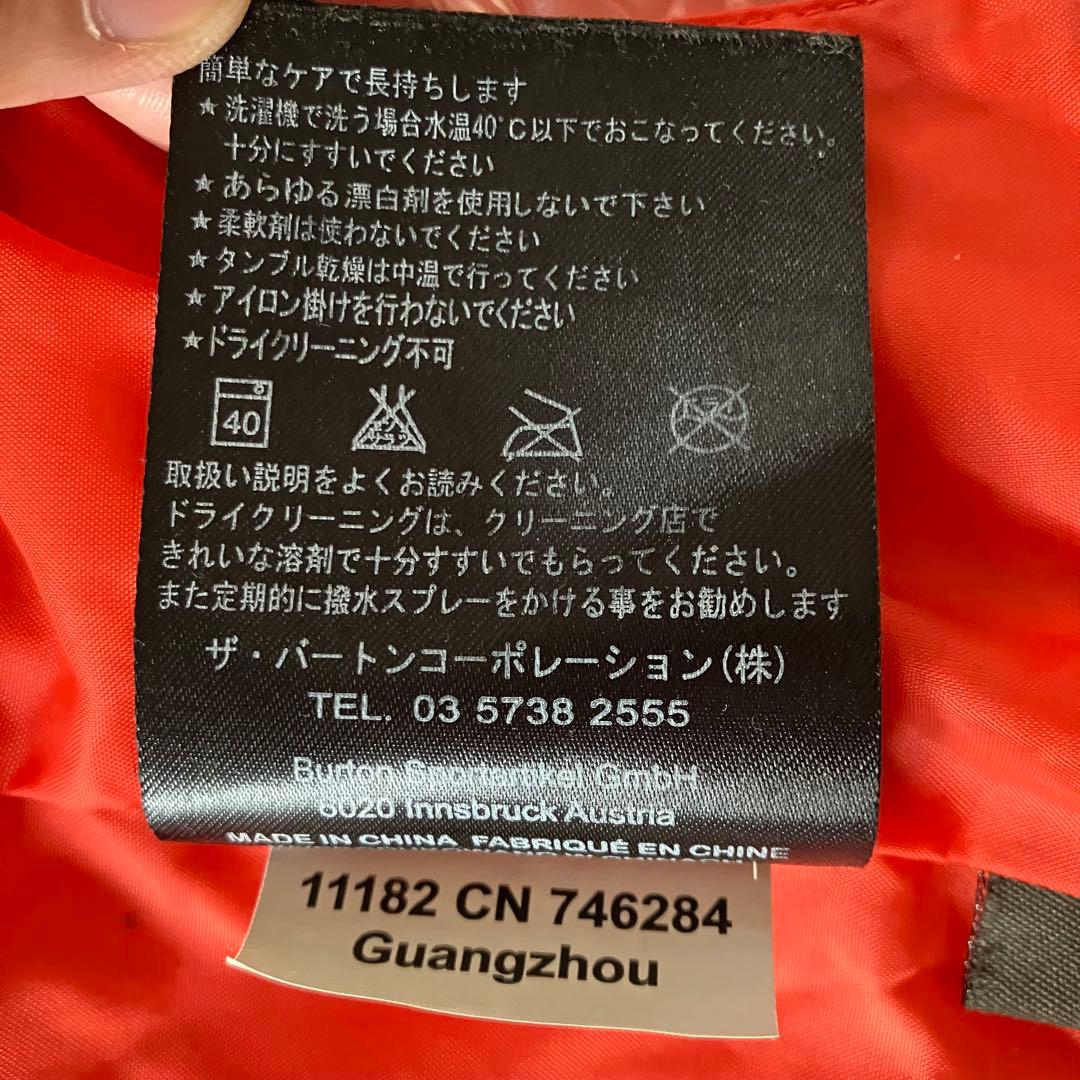 簡単なケアで長持ちします
★洗濯機で洗う場合水温40°C以下でおこなってください。
十分にすすいでください
★あらゆる漂白剤を使用しないで下さい
★柔軟剤は使わないでください
★タンブル乾燥は中温で行ってください
★アイロン掛けを行わないでください
★ドライクリーニング不可
40
エンソサラシ
ドライ
取扱い説明をよくお読みください。
ドライクリーニングは、クリーニング店で
きれいな溶剤で十分すすいでもらってください。
また定期的に撥水スプレーをかける事をお勧めします
ザ・バートンコーポレーション(株)
TEL. 03 5738 2555
Burton Sportartikel GmbH
6020 Innsbruck Austria
MADE IN CHINA FABRIQUÉ EN CHINE
11182 CN 746284
Guangzhou